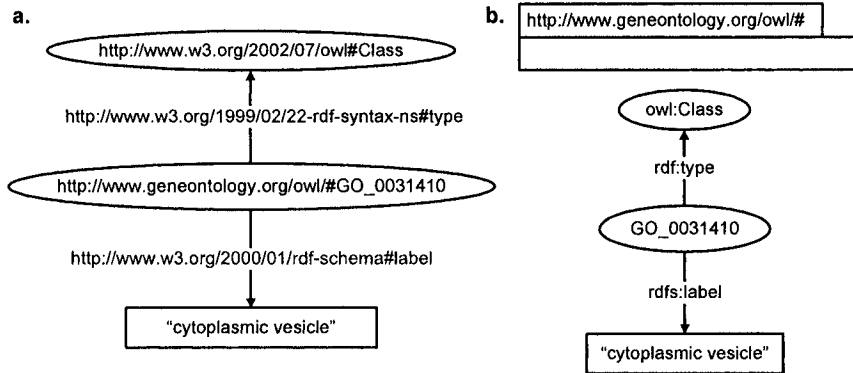 a.
http://www.w3.org/2002/07/owl#Class
http://www.w3.org/1999/02/22-rdf-syntax-ns#type
http://www.geneontology.org/owl/#GO_0031410
http://www.w3.org/2000/01/rdf-schema#label
“cytoplasmic vesicle”
b.
http://www.geneontology.org/owl/#
owl:Class
rdf:type
GO_0031410
rdfs:label
“cytoplasmic vesicle”